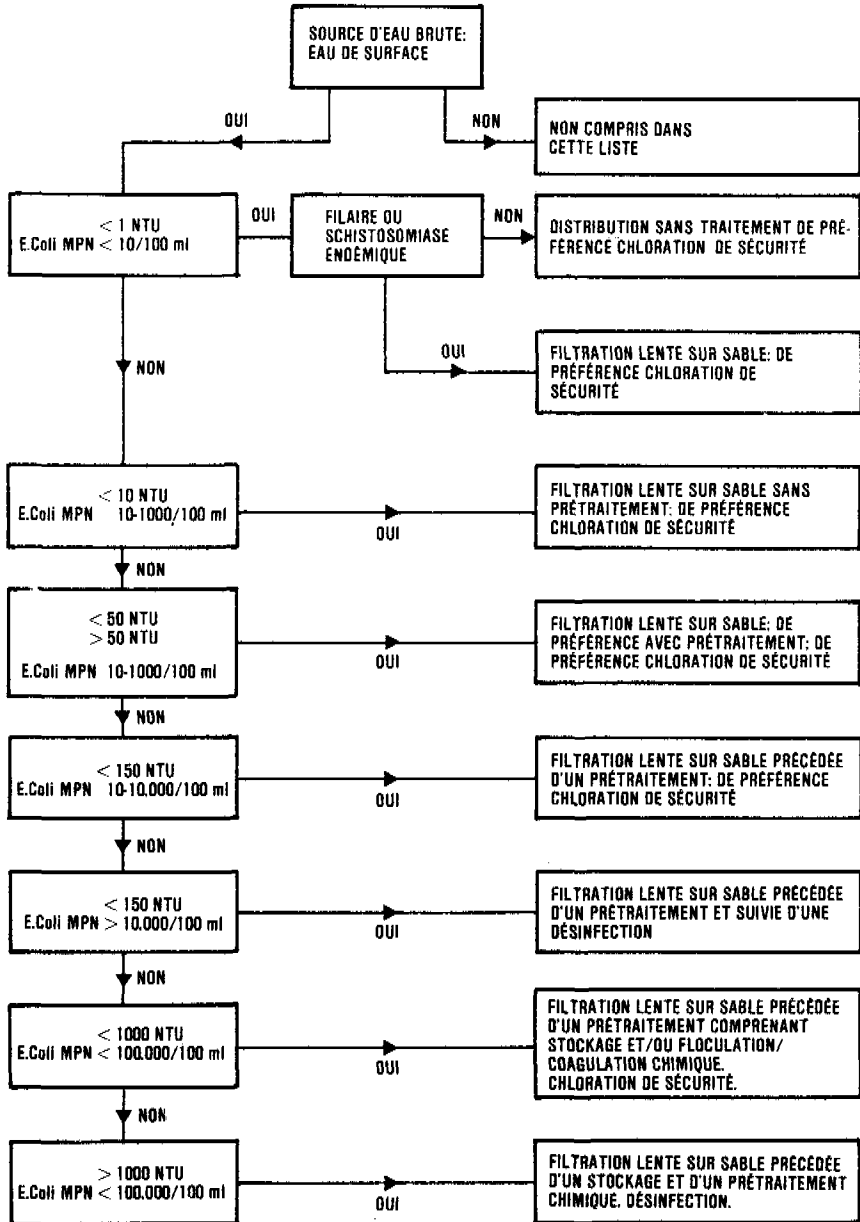 SOURCE D'EAU BRUTE:
EAU DE SURFACE
OUI
NON
NON COMPRIS DANS
CETTE LISTE
< 1 NTU
E.Coli MPN < 10/100 ml
OUI
FILAIRE OU
SCHISTOSOMIASE
ENDÉMIQUE
NON
DISTRIBUTION SANS TRAITEMENT DE PRÉ-
FÉRENCE CHLORATION DE SÉCURITÉ
OUI
FILTRATION LENTE SUR SABLE: DE
PRÉFÉRENCE CHLORATION DE
SÉCURITÉ
NON
< 10 NTU
E.Coli MPN 10-1000/100 ml
OUI
FILTRATION LENTE SUR SABLE SANS
PRÉTRAITEMENT: DE PRÉFÉRENCE
CHLORATION DE SÉCURITÉ
NON
< 50 NTU
> 50 NTU
E.Coli MPN 10-1000/100 ml
OUI
FILTRATION LENTE SUR SABLE; DE
PRÉFÉRENCE AVEC PRÉTRAITEMENT; DE
PRÉFÉRENCE CHLORATION DE SÉCURITÉ
NON
< 150 NTU
E.Coli MPN 10-10.000/100 ml
OUI
FILTRATION LENTE SUR SABLE PRÉCÉDÉE
D'UN PRÉTRAITEMENT: DE PRÉFÉRENCE
CHLORATION DE SÉCURITÉ
NON
< 150 NTU
E.Coli MPN > 10.000/100 ml
OUI
FILTRATION LENTE SUR SABLE PRÉCÉDÉE
D'UN PRÉTRAITEMENT ET SUIVIE D'UNE
DÉSINFECTION
NON
< 1000 NTU
E.Coli MPN < 100.000/100 ml
OUI
FILTRATION LENTE SUR SABLE PRÉCÉDÉE
D'UN PRÉTRAITEMENT COMPRENANT
STOCKAGE ET/OU FLOCULATION/
COAGULATION CHIMIQUE.
CHLORATION DE SÉCURITÉ.
NON
> 1000 NTU
E.Coli MPN < 100.000/100 ml
OUI
FILTRATION LENTE SUR SABLE PRÉCÉDÉE
D'UN STOCKAGE ET D'UN PRÉTRAITEMENT
CHIMIQUE. DÉSINFECTION.